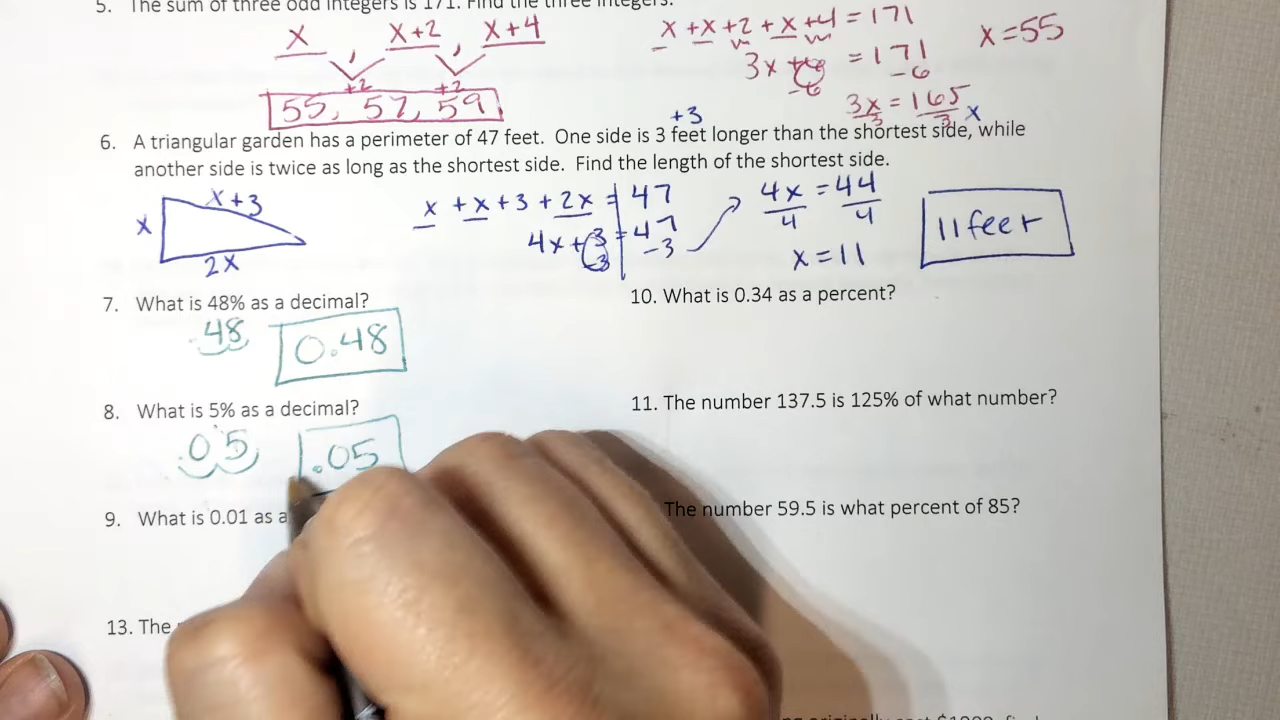 5. The sum of three odd integers is 171. Find the three integers.
x , x+2 , x+4
x + x + 2 + x + 4 = 171
x = 55
+2 +2
3x + 6 = 171
-6 -6
55, 57, 59
3x = 165
3 3
+3 x
6. A triangular garden has a perimeter of 47 feet. One side is 3 feet longer than the shortest side, while
another side is twice as long as the shortest side. Find the length of the shortest side.
x x+3 2x
x + x + 3 + 2x = 47
4x + 3 = 47
-3 -3
4x = 44
4 4
x = 11
11 feet
7. What is 48% as a decimal?
.48 0.48
8. What is 5% as a decimal?
.05 .05
9. What is 0.01 as a
10. What is 0.34 as a percent?
11. The number 137.5 is 125% of what number?
The number 59.5 is what percent of 85?
13. The
originally cost $1000